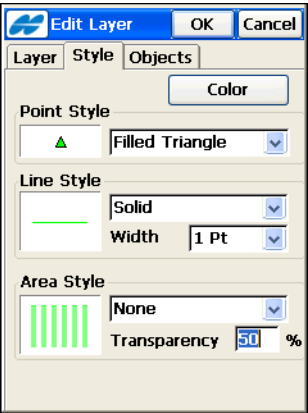 Edit Layer OK Cancel
Layer Style Objects
Color
Point Style
Filled Triangle
Line Style
Solid
Width 1 Pt
Area Style
None
Transparency 50 %